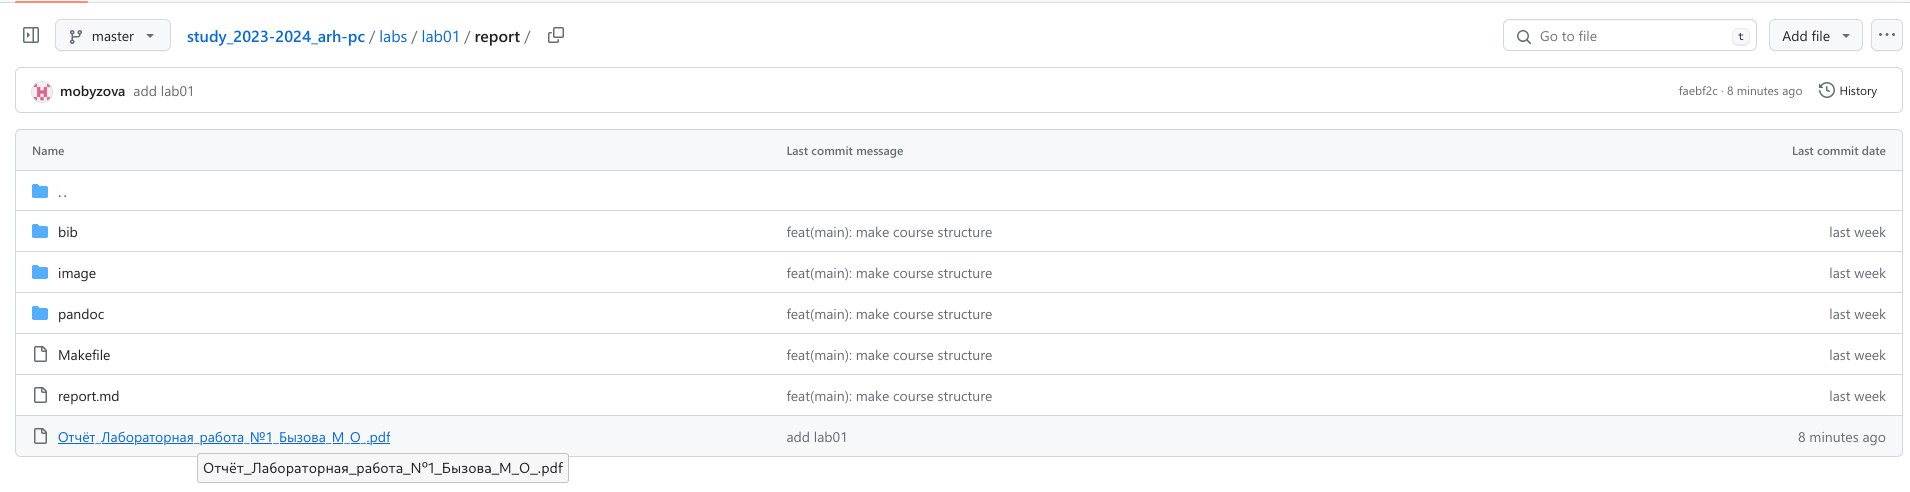 master study_2023-2024_arh-pc / labs / lab01 / report / Go to file t Add file ...
mobyzova add lab01 faebf2c · 8 minutes ago History
Name Last commit message Last commit date
..
bib feat(main): make course structure last week
image feat(main): make course structure last week
pandoc feat(main): make course structure last week
Makefile feat(main): make course structure last week
report.md feat(main): make course structure last week
Отчёт_Лабораторная_работа_№1_Бызова_М_О_.pdf add lab01 8 minutes ago
Отчёт_Лабораторная_работа_№1_Бызова_М_О_.pdf